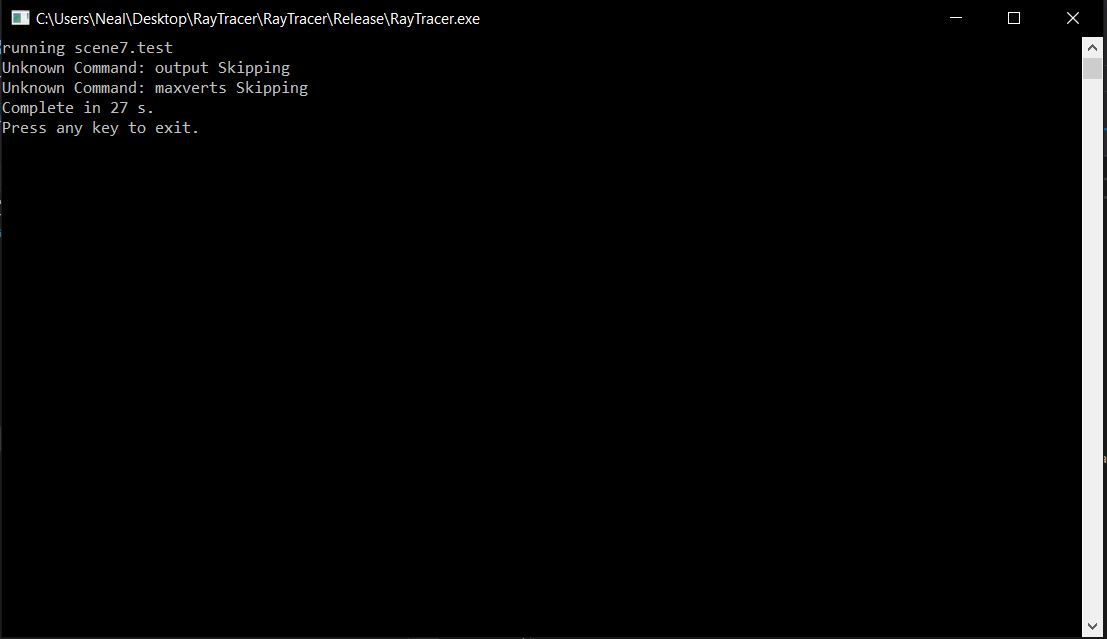 C:\Users\Neal\Desktop\RayTracer\RayTracer\Release\RayTracer.exe
running scene7.test
Unknown Command: output Skipping
Unknown Command: maxverts Skipping
Complete in 27 s.
Press any key to exit.